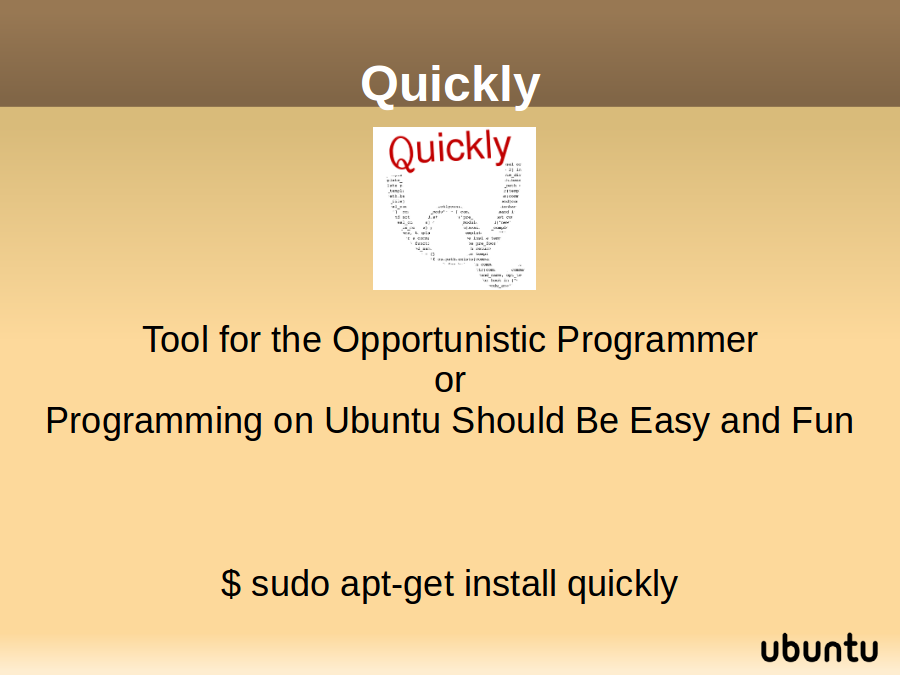 Quickly
Quickly
Tool for the Opportunistic Programmer
or
Programming on Ubuntu Should Be Easy and Fun
$ sudo apt-get install quickly
ubuntu